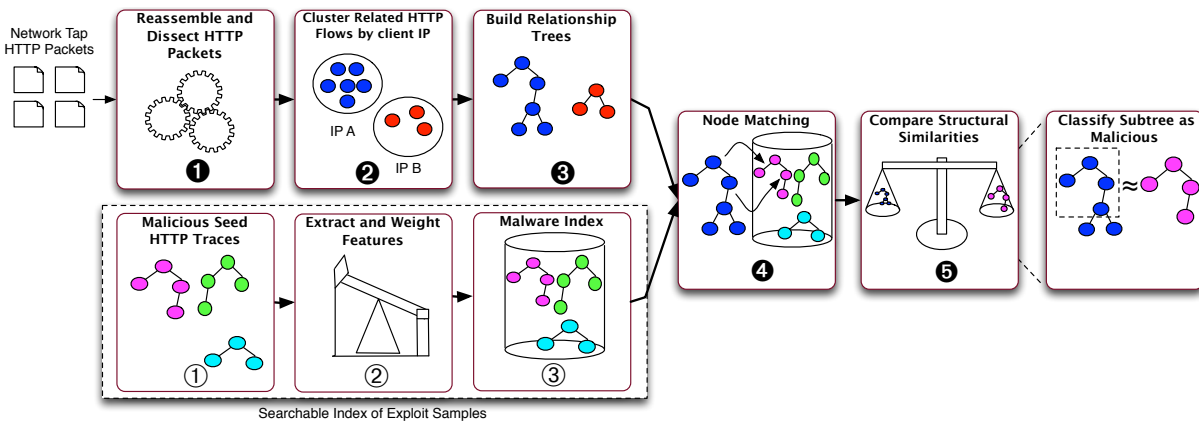 Network Tap
HTTP Packets
Reassemble and
Dissect HTTP
Packets
❶
Cluster Related HTTP
Flows by client IP
IP A
IP B
❷
Build Relationship
Trees
❸
Node Matching
❹
Compare Structural
Similarities
❺
Classify Subtree as
Malicious
≈
Malicious Seed
HTTP Traces
①
Extract and Weight
Features
②
Malware Index
③
Searchable Index of Exploit Samples